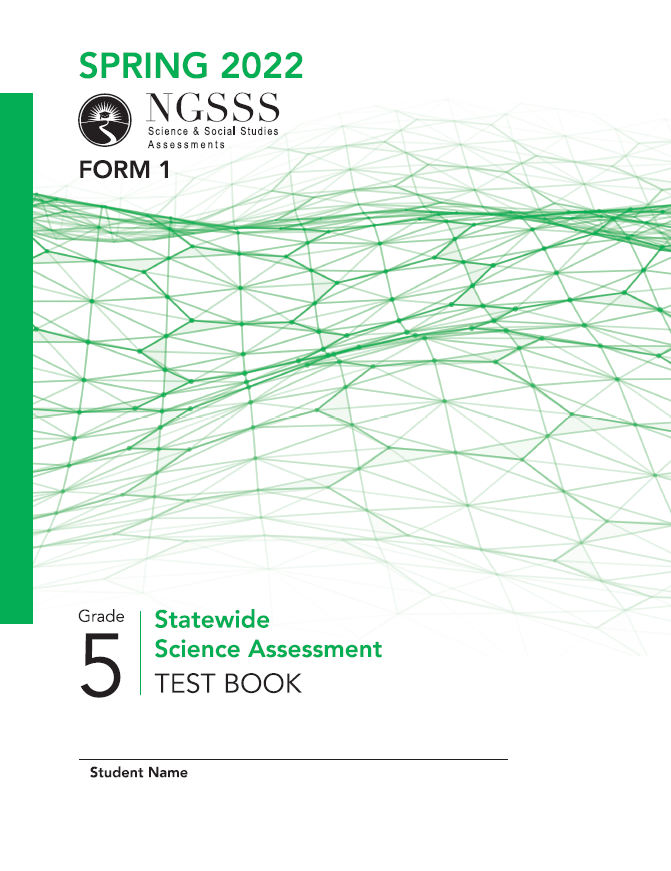 SPRING 2022
NGSSS
Science & Social Studies
Assessments
FORM 1
Grade
5
Statewide
Science Assessment
TEST BOOK
Student Name